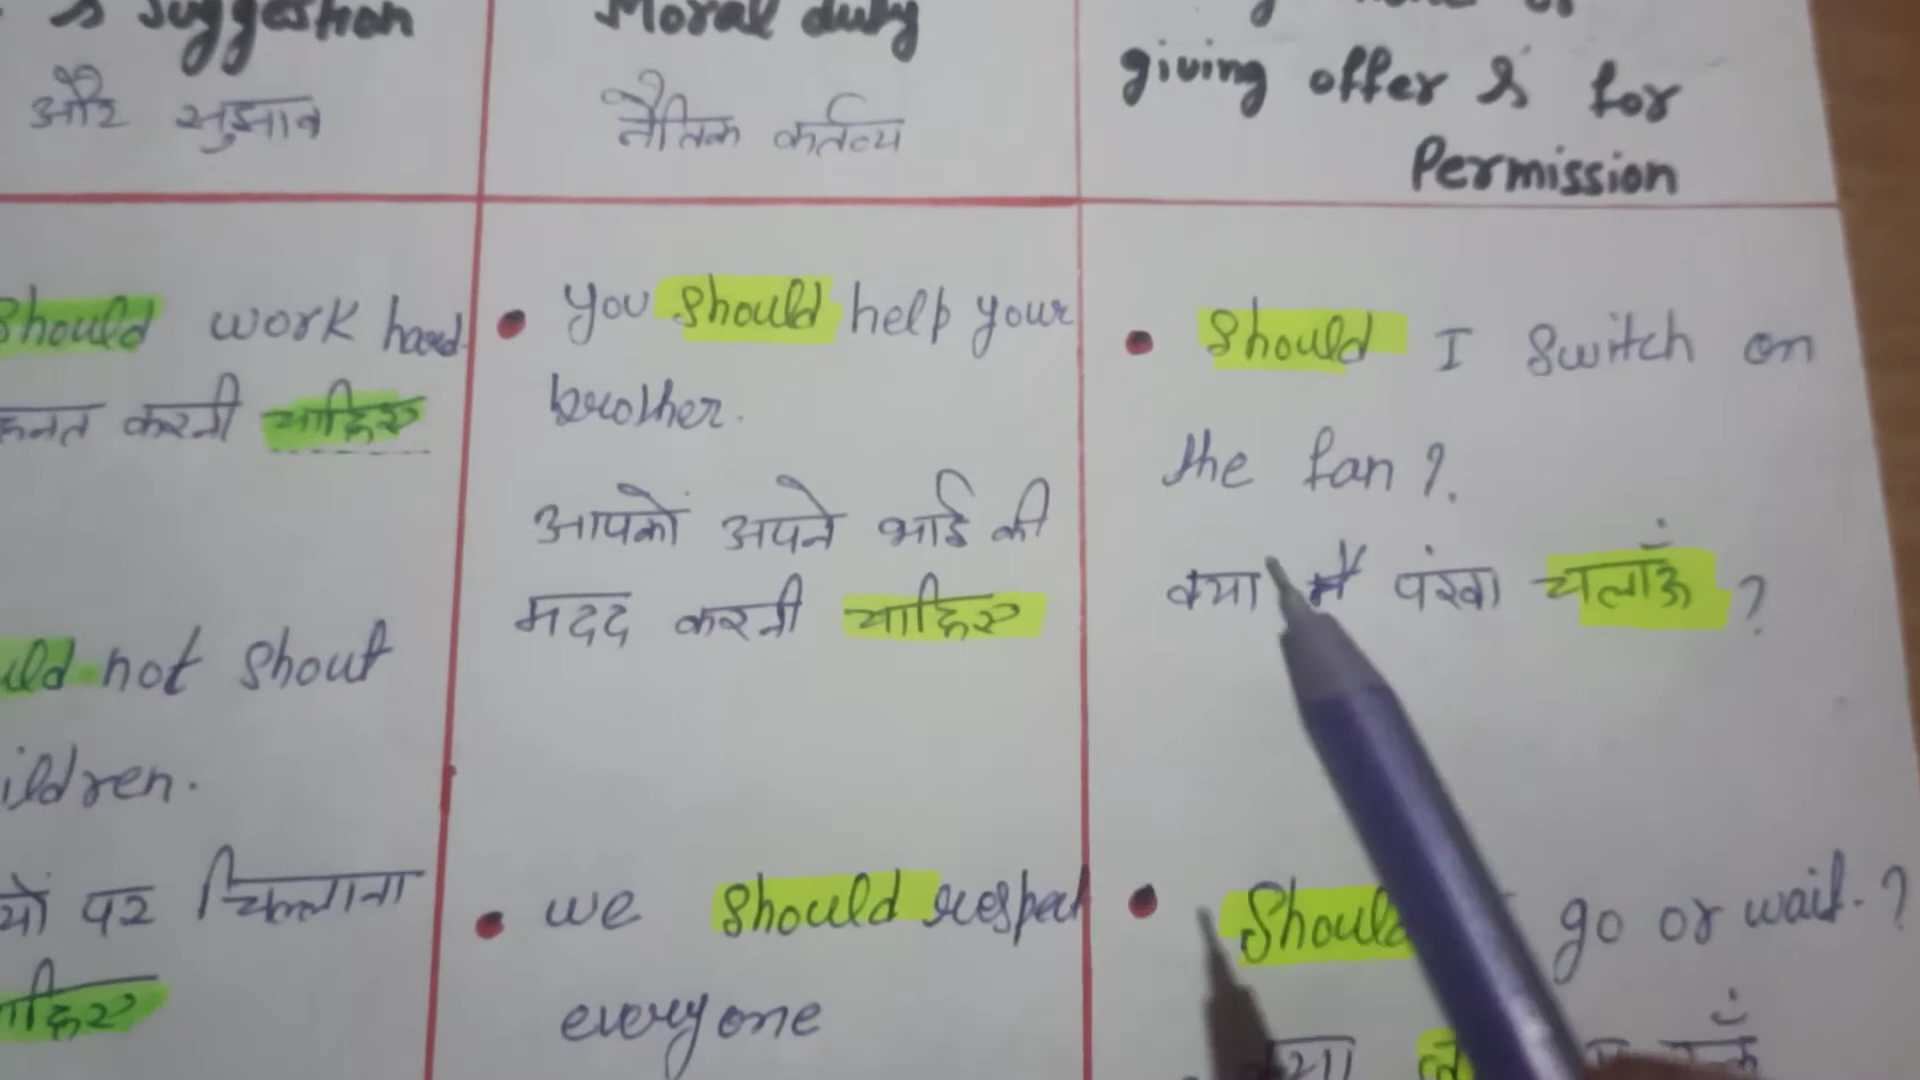 & suggestion
और सुझाव
Should work hard.
करनी चाहिए
not shout
ildren.
पर चिल्लाना
Moral duty
नैतिक कर्तव्य
• you should help your
brother.
आपको अपने भाई की
मदद करनी चाहिए
• we should respect
everyone
giving offer & for
Permission
• Should I switch on
the fan?.
क्या मैं पंखा चलाऊँ ?
• Should go or wait.?